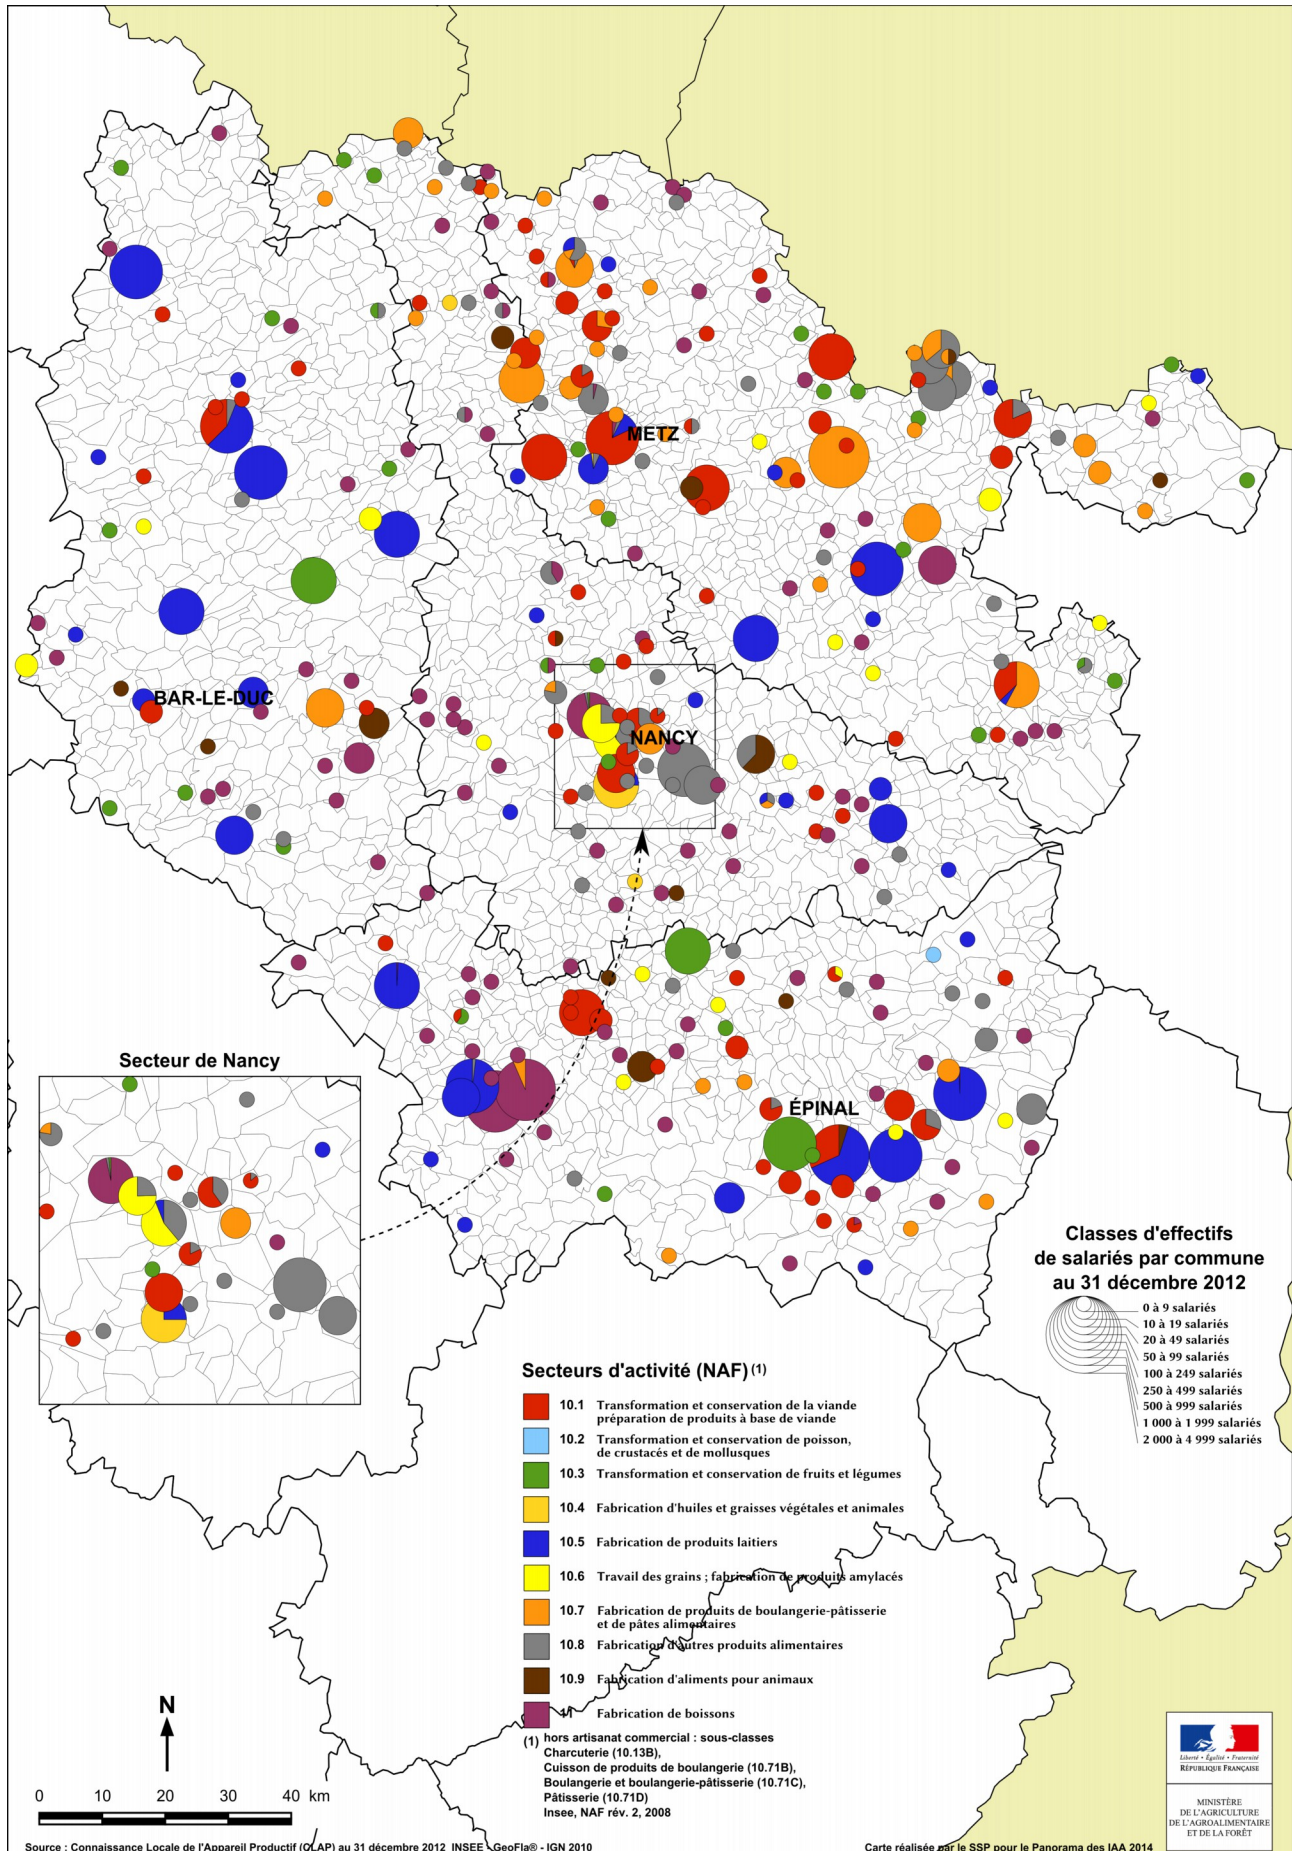 METZ
BAR-LE-DUC
NANCY
ÉPINAL
Secteur de Nancy
Classes d'effectifs
de salariés par commune
au 31 décembre 2012
0 à 9 salariés
10 à 19 salariés
20 à 49 salariés
50 à 99 salariés
100 à 249 salariés
250 à 499 salariés
500 à 999 salariés
1 000 à 1 999 salariés
2 000 à 4 999 salariés
Secteurs d'activité (NAF) (1)
10.1 Transformation et conservation de la viande
préparation de produits à base de viande
10.2 Transformation et conservation de poisson,
de crustacés et de mollusques
10.3 Transformation et conservation de fruits et légumes
10.4 Fabrication d'huiles et graisses végétales et animales
10.5 Fabrication de produits laitiers
10.6 Travail des grains ; fabrication de produits amylacés
10.7 Fabrication de produits de boulangerie-pâtisserie
et de pâtes alimentaires
10.8 Fabrication d'autres produits alimentaires
10.9 Fabrication d'aliments pour animaux
11 Fabrication de boissons
(1) hors artisanat commercial : sous-classes
Charcuterie (10.13B),
Cuisson de produits de boulangerie (10.71B),
Boulangerie et boulangerie-pâtisserie (10.71C),
Pâtisserie (10.71D)
Insee, NAF rév. 2, 2008
N
0 10 20 30 40 km
Liberté • Égalité • Fraternité
RÉPUBLIQUE FRANÇAISE
MINISTÈRE
DE L'AGRICULTURE
DE L'AGROALIMENTAIRE
ET DE LA FORÊT
Source : Connaissance Locale de l'Appareil Productif (CLAP) au 31 décembre 2012 INSEE - GeoFla® - IGN 2010
Carte réalisée par le SSP pour le Panorama des IAA 2014